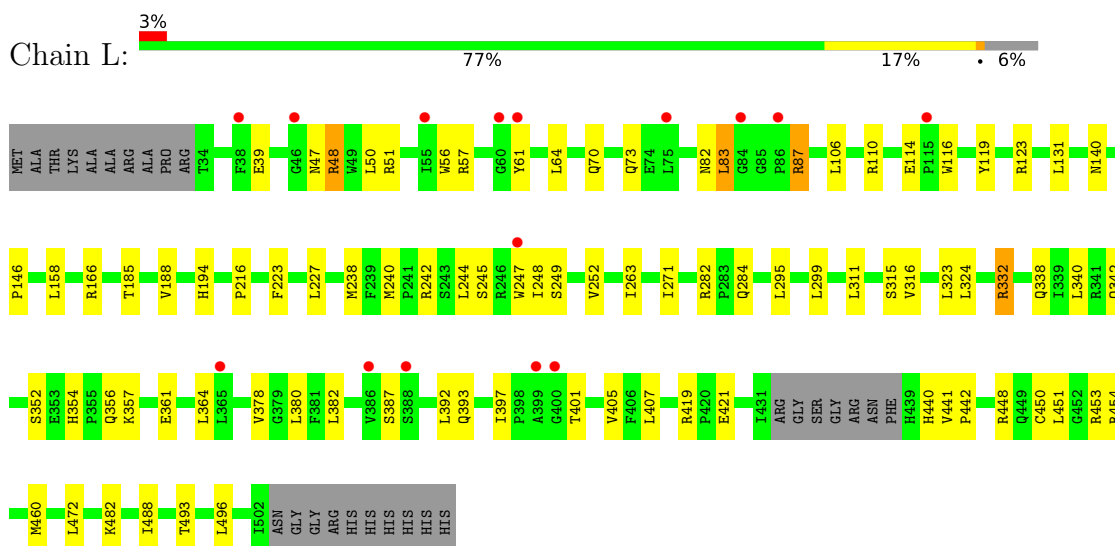 3%
Chain L:
77% 17% • 6%
MET ALA THR LYS ALA ALA ARG ALA PRO ARG T34 F38 E39 G46 N47 R48 W49 L50 R51 I55 W56 R57 G60 Y61 L64 Q70 Q73 E74 L75 N82 L83 G84 G85 P86 R87 L106 R110 E114 P115 W116 Y119 R123 L131 N140
P146 L158 R166 T185 V188 H194 P216 F223 L227 M238 F239 M240 P241 R242 S243 L244 S245 R246 W247 I248 S249 V252 I263 I271 R282 P283 Q284 L295 L299 L311 S315 V316 L323 L324 R332 Q338 I339 L340 R341
S352 E353 H354 P355 Q356 K357 E361 L364 L365 V378 G379 L380 F381 L382 V386 S387 S388 L392 Q393 I397 P398 A399 G400 T401 V405 F406 L407 R419 P420 E421 I431 ARG GLY SER GLY ARG ASN PHE H439 H440 V441 P442 R448 Q449 C450 L451 G452 R453
M460 L472 K482 I488 T493 L496 I502 ASN GLY GLY ARG HIS HIS HIS HIS HIS HIS